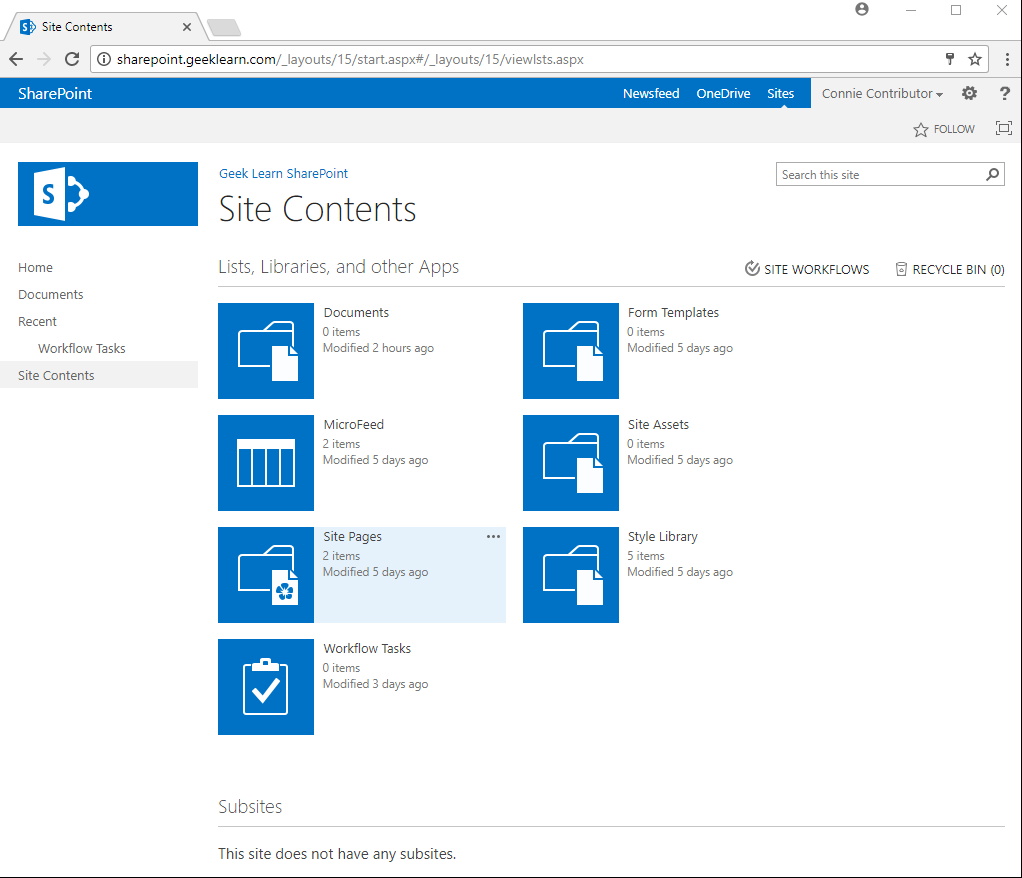 Site Contents
sharepoint.geeklearn.com/_layouts/15/start.aspx#/_layouts/15/viewlsts.aspx
SharePoint
Newsfeed OneDrive Sites Connie Contributor ?
FOLLOW
S
Geek Learn SharePoint
Search this site
Site Contents
Home
Documents
Recent
Workflow Tasks
Site Contents
Lists, Libraries, and other Apps
SITE WORKFLOWS RECYCLE BIN (0)
Documents
0 items
Modified 2 hours ago
Form Templates
0 items
Modified 5 days ago
MicroFeed
2 items
Modified 5 days ago
Site Assets
0 items
Modified 5 days ago
Site Pages
2 items
Modified 5 days ago
Style Library
5 items
Modified 5 days ago
Workflow Tasks
0 items
Modified 3 days ago
Subsites
This site does not have any subsites.